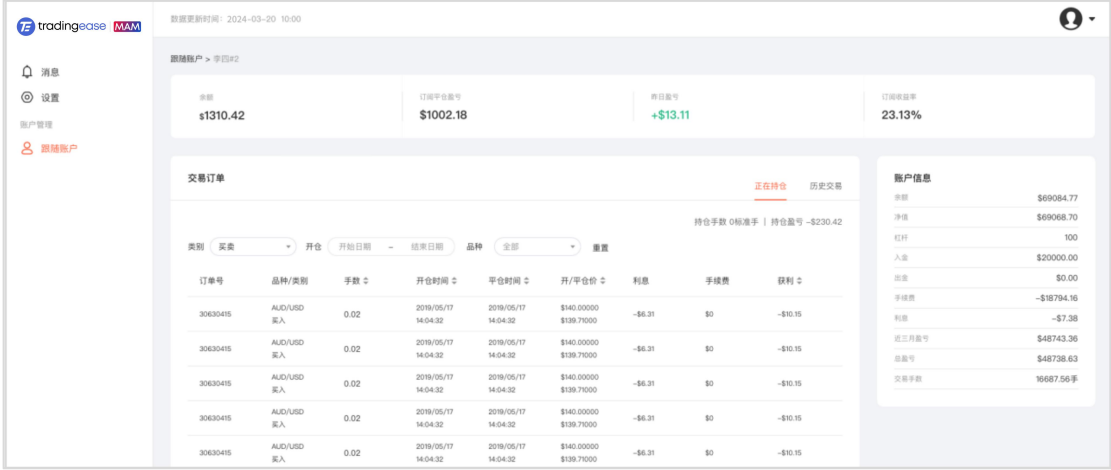 tradingease MAM
数据更新时间：2024-03-20 10:00
消息
设置
账户管理
跟随账户
跟随账户 > 李四#2
余额 订阅平仓盈亏 昨日盈亏 订阅收益率
$1310.42 $1002.18 +$13.11 23.13%
交易订单
正在持仓 历史交易
持仓手数 0标准手 | 持仓盈亏 -$230.42
类别 买卖 开仓 开始日期 - 结束日期 品种 全部 重置
订单号 品种/类别 手数 开仓时间 平仓时间 开/平仓价 利息 手续费 获利
30630415 AUD/USD 买入 0.02 2019/05/17 14:04:32 2019/05/17 14:04:32 $140.00000 $139.71000 -$6.31 $0 -$10.15
30630415 AUD/USD 买入 0.02 2019/05/17 14:04:32 2019/05/17 14:04:32 $140.00000 $139.71000 -$6.31 $0 -$10.15
30630415 AUD/USD 买入 0.02 2019/05/17 14:04:32 2019/05/17 14:04:32 $140.00000 $139.71000 -$6.31 $0 -$10.15
30630415 AUD/USD 买入 0.02 2019/05/17 14:04:32 2019/05/17 14:04:32 $140.00000 $139.71000 -$6.31 $0 -$10.15
30630415 AUD/USD 买入 0.02 2019/05/17 14:04:32 2019/05/17 14:04:32 $140.00000 $139.71000 -$6.31 $0 -$10.15
账户信息
余额 $69084.77
净值 $69068.70
杠杆 100
入金 $20000.00
出金 $0.00
手续费 -$18794.16
利息 -$7.38
近三月盈亏 $48743.36
总盈亏 $48738.63
交易手数 16687.56手